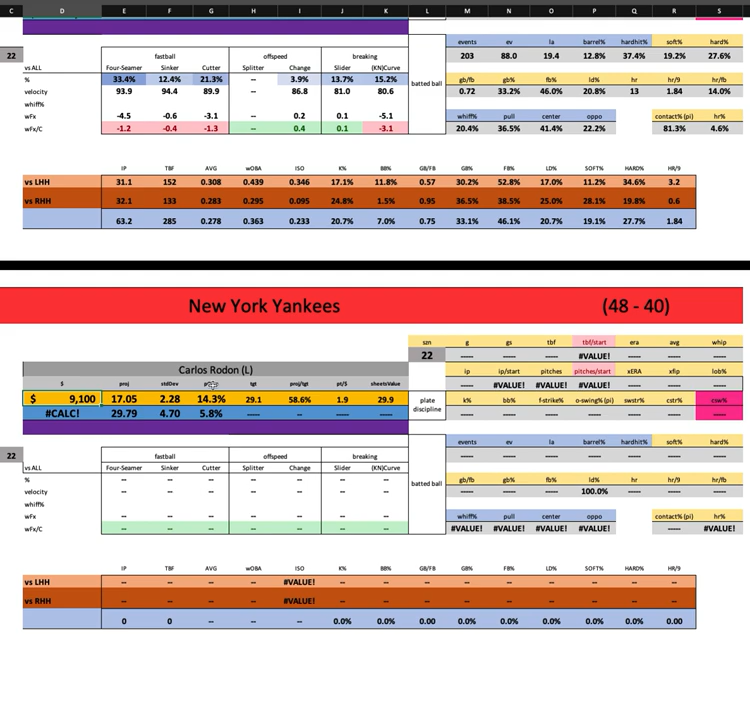 C D E F G H I J K L M N O P Q R S
events ev la barrel% hardhit% soft% hard%
22 fastball offspeed breaking 203 88.0 19.4 12.8% 37.4% 19.2% 27.6%
vs ALL Four-Seamer Sinker Cutter Splitter Change Slider (KN)Curve
% 33.4% 12.4% 21.3% -- 3.9% 13.7% 15.2% batted ball gb/fb gb% fb% ld% hr hr/9 hr/fb
velocity 93.9 94.4 89.9 86.8 81.0 80.6 0.72 33.2% 46.0% 20.8% 13 1.84 14.0%
whiff%
wFx -4.5 -0.6 -3.1 0.2 0.1 -5.1 whiff% pull center oppo contact% (pi) hr%
wFx/C -1.2 -0.4 -1.3 -- 0.4 0.1 -3.1 20.4% 36.5% 41.4% 22.2% 81.3% 4.6%
IP TBF AVG wOBA ISO K% BB% GB/FB GB% FB% LD% SOFT% HARD% HR/9
vs LHH 31.1 152 0.308 0.439 0.346 17.1% 11.8% 0.57 30.2% 52.8% 17.0% 11.2% 34.6% 3.2
vs RHH 32.1 133 0.283 0.295 0.095 24.8% 1.5% 0.95 36.5% 38.5% 25.0% 28.1% 19.8% 0.6
63.2 285 0.278 0.363 0.233 20.7% 7.0% 0.75 33.1% 46.1% 20.7% 19.1% 27.7% 1.84
New York Yankees (48 - 40)
szn g gs tbf tbf/start era avg whip
22 ----- ----- ----- #VALUE! ----- ----- -----
Carlos Rodon (L) ip ip/start pitches pitches/start xERA xfip lob%
$ proj stdDev tgt proj/tgt pt/$ sheetsValue ----- #VALUE! #VALUE! #VALUE! ----- ----- -----
$ 9,100 17.05 2.28 14.3% 29.1 58.6% 1.9 29.9 plate discipline k% bb% f-strike% o-swing% (pi) swstr% cstr% csw%
#CALC! 29.79 4.70 5.8% ----- ----- -- ----- ----- ----- ----- ----- ----- ----- -----
events ev la barrel% hardhit% soft% hard%
22 fastball offspeed breaking ----- ----- ----- ----- ----- ----- -----
vs ALL Four-Seamer Sinker Cutter Splitter Change Slider (KN)Curve
% -- -- -- -- -- -- -- batted ball gb/fb gb% fb% ld% hr hr/9 hr/fb
velocity -- -- -- -- -- -- -- ----- ----- ----- 100.0% ----- ----- -----
whiff%
wFx -- -- -- -- -- -- -- whiff% pull center oppo contact% (pi) hr%
wFx/C -- -- -- -- -- -- -- #VALUE! #VALUE! #VALUE! #VALUE! ----- #VALUE!
IP TBF AVG wOBA ISO K% BB% GB/FB GB% FB% LD% SOFT% HARD% HR/9
vs LHH -- -- -- -- #VALUE! -- -- -- -- -- -- -- -- --
vs RHH -- -- -- -- #VALUE! -- -- -- -- -- -- -- -- --
0 0 -- -- -- 0.0% 0.0% 0.00 0.0% 0.0% 0.0% 0.0% 0.0% 0.00